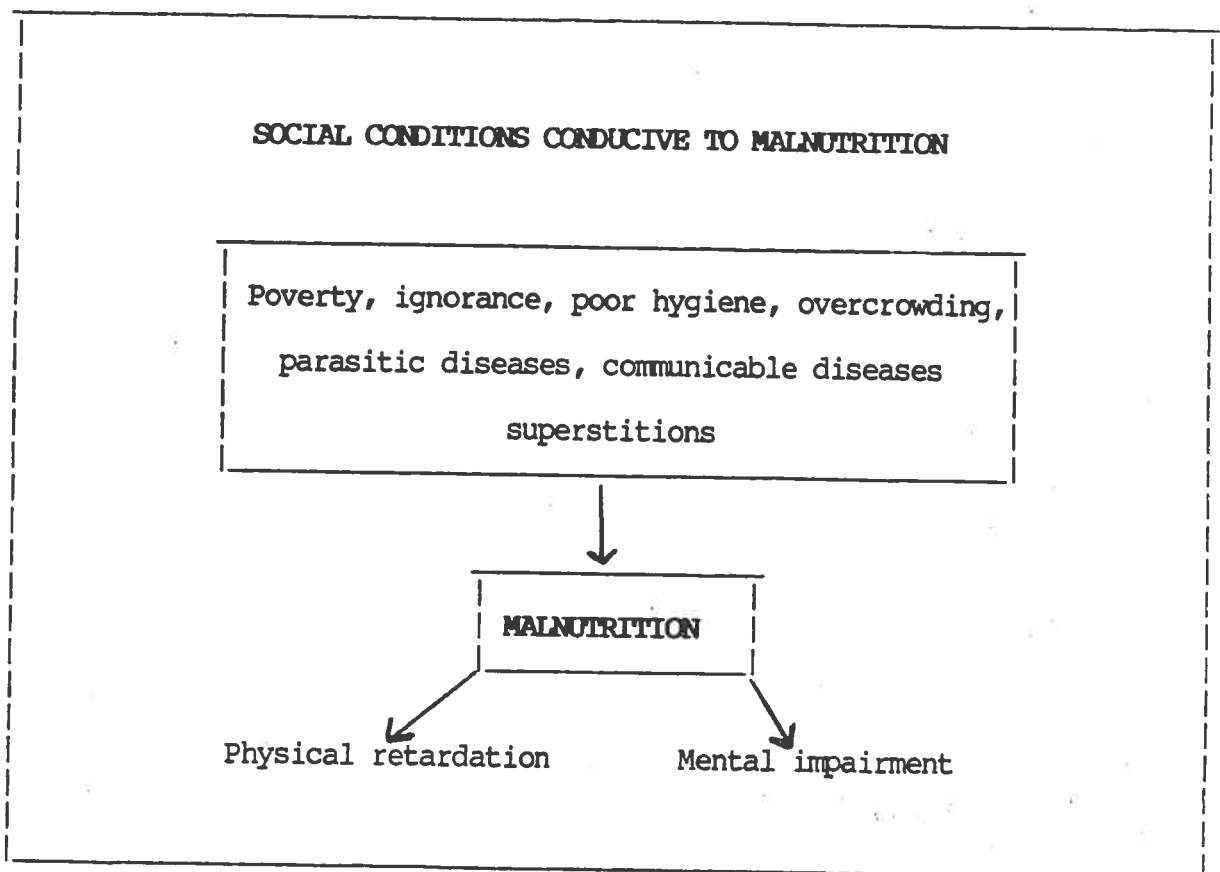 SOCIAL CONDITIONS CONDUCIVE TO MALNUTRITION
Poverty, ignorance, poor hygiene, overcrowding,
parasitic diseases, communicable diseases
superstitions
MALNUTRITION
Physical retardation Mental impairment